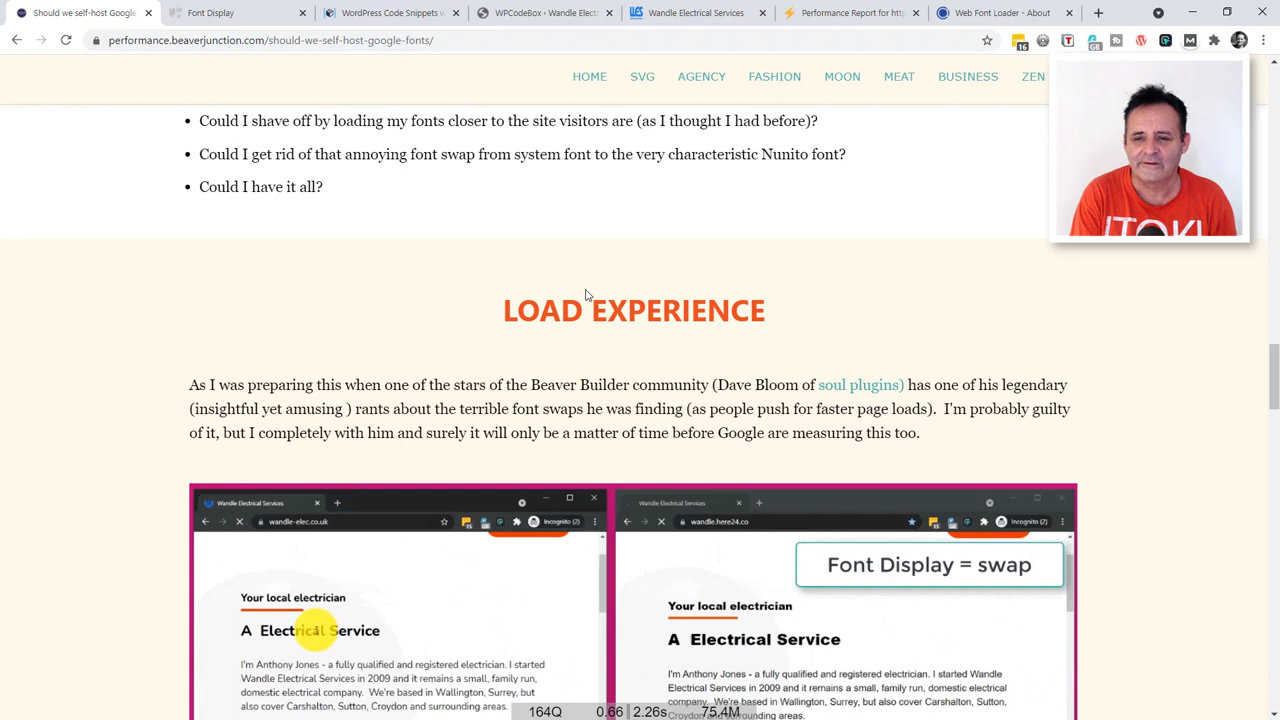 Should we self-host Google
Font Display
WordPress Code Snippets w
WPCodeBox ‹ Wandle Electri
Wandle Electrical Services
Performance Report for htt
Web Font Loader - About
performance.beaverjunction.com/should-we-self-host-google-fonts/
16
GB
HOME SVG AGENCY FASHION MOON MEAT BUSINESS ZEN
Could I shave off by loading my fonts closer to the site visitors are (as I thought I had before)?
Could I get rid of that annoying font swap from system font to the very characteristic Nunito font?
Could I have it all?
LOAD EXPERIENCE
As I was preparing this when one of the stars of the Beaver Builder community (Dave Bloom of soul plugins) has one of his legendary
(insightful yet amusing ) rants about the terrible font swaps he was finding (as people push for faster page loads).  I'm probably guilty
of it, but I completely with him and surely it will only be a matter of time before Google are measuring this too.
Wandle Electrical Services
wandle-elec.co.uk
Incognito (2)
Your local electrician
A Electrical Service
I'm Anthony Jones - a fully qualified and registered electrician. I started
Wandle Electrical Services in 2009 and it remains a small, family run,
domestic electrical company. We're based in Wallington, Surrey, but
also cover Carshalton, Sutton, Croydon and surrounding areas.
Wandle Electrical Services
wandle.here24.co
Incognito (2)
Font Display = swap
Your local electrician
A Electrical Service
I'm Anthony Jones - a fully qualified and registered electrician. I started
Wandle Electrical Services in 2009 and it remains a small, family run,
domestic electrical company. We're based in Wallington, Surrey, but
also cover Carshalton, Sutton,
Croydon and surrounding areas.
164Q 0.66 2.26s 75.4M